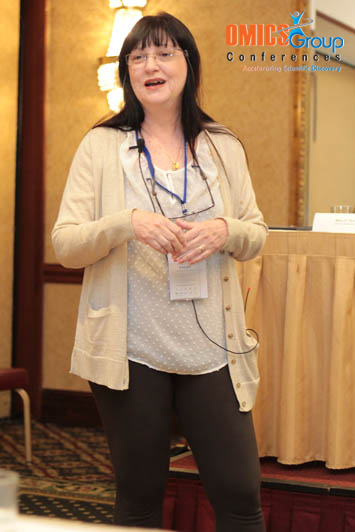 OMICS Group
Conferences
Accelerating Scientific Discovery